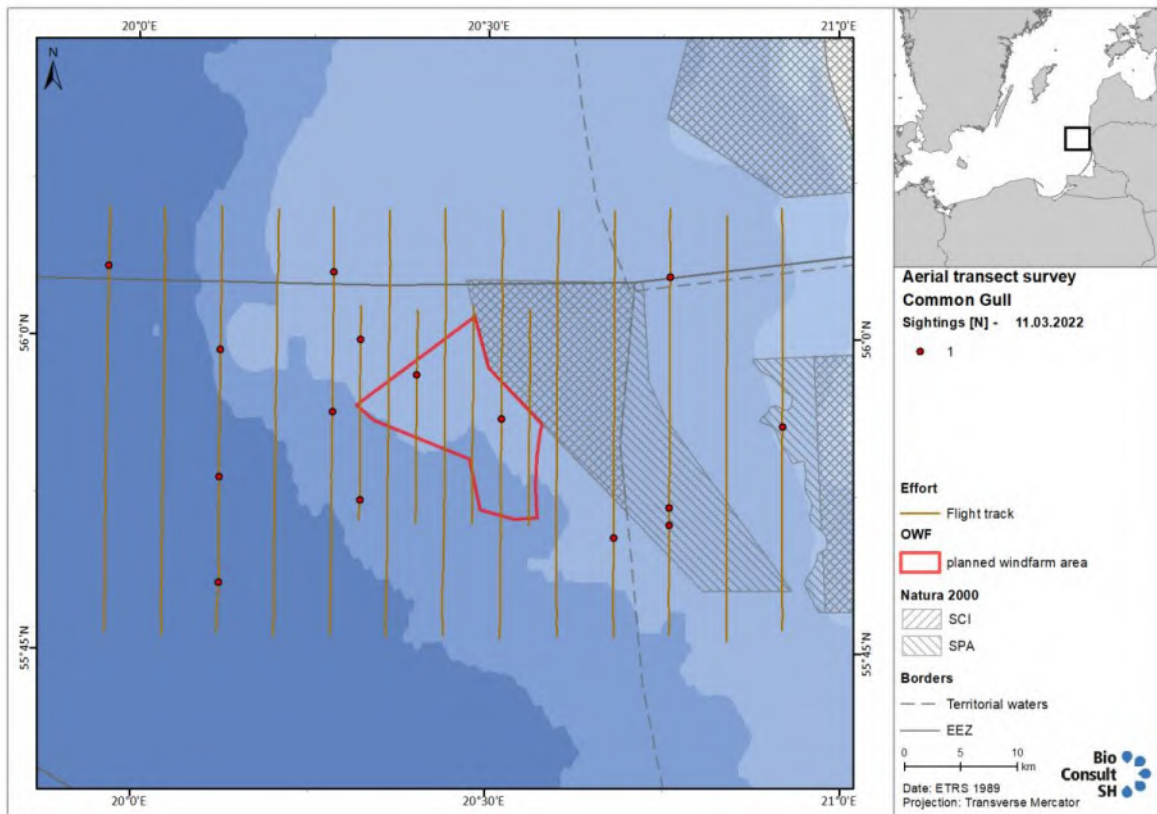 20°0'E
20°30'E
21°0'E
N
56°0'N
56°0'N
55°45'N
55°45'N
20°0'E
20°30'E
21°0'E
Aerial transect survey
Common Gull
Sightings [N] - 11.03.2022
1
Effort
Flight track
OWF
planned windfarm area
Natura 2000
SCI
SPA
Borders
Territorial waters
EEZ
0 5 10
km
Date: ETRS 1989
Projection: Transverse Mercator
Bio
Consult
SH